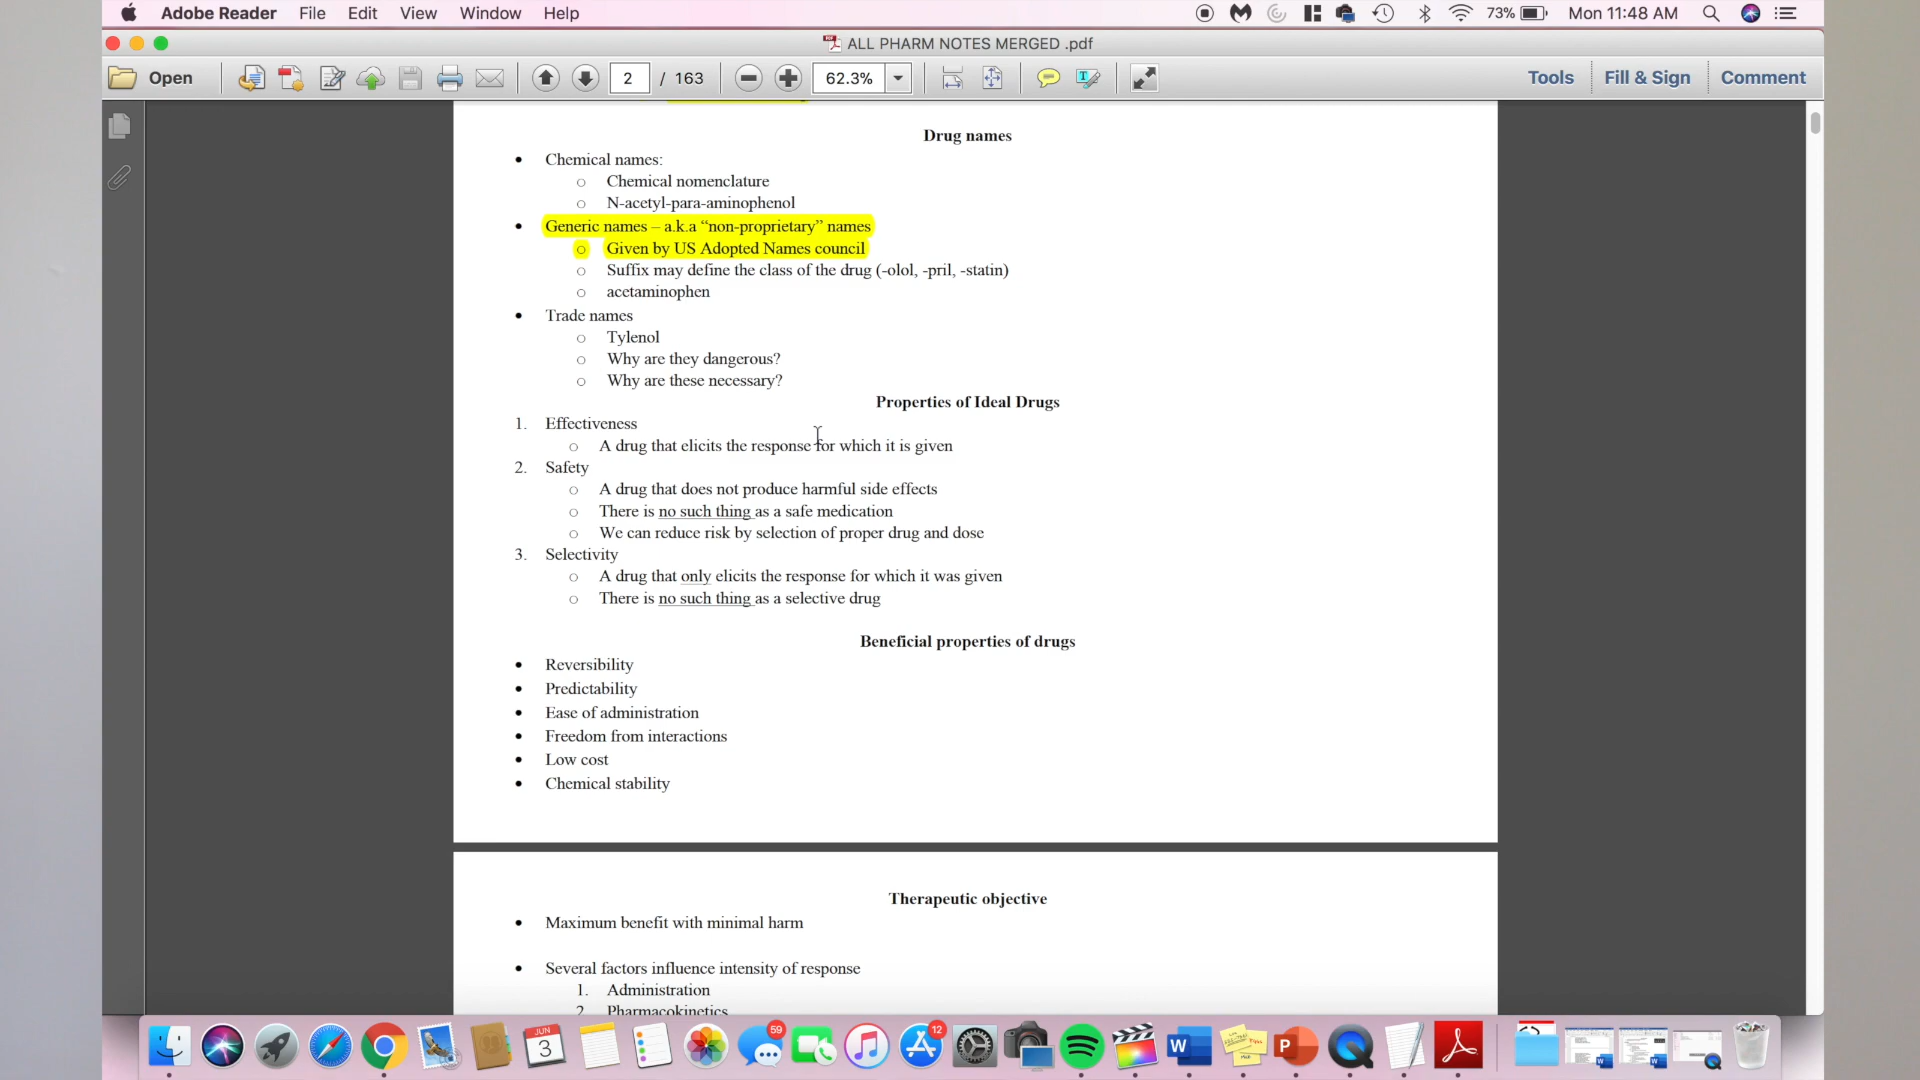 Adobe Reader File Edit View Window Help 73% Mon 11:48 AM
ALL PHARM NOTES MERGED .pdf
Open 2 / 163 62.3% Tools Fill & Sign Comment
Drug names
• Chemical names:
○ Chemical nomenclature
○ N-acetyl-para-aminophenol
• Generic names – a.k.a “non-proprietary” names
○ Given by US Adopted Names council
○ Suffix may define the class of the drug (-olol, -pril, -statin)
○ acetaminophen
• Trade names
○ Tylenol
○ Why are they dangerous?
○ Why are these necessary?
Properties of Ideal Drugs
1. Effectiveness
○ A drug that elicits the response for which it is given
2. Safety
○ A drug that does not produce harmful side effects
○ There is no such thing as a safe medication
○ We can reduce risk by selection of proper drug and dose
3. Selectivity
○ A drug that only elicits the response for which it was given
○ There is no such thing as a selective drug
Beneficial properties of drugs
• Reversibility
• Predictability
• Ease of administration
• Freedom from interactions
• Low cost
• Chemical stability
Therapeutic objective
• Maximum benefit with minimal harm
• Several factors influence intensity of response
1. Administration
2. Pharmacokinetics
JUN
3
59
12
W
P